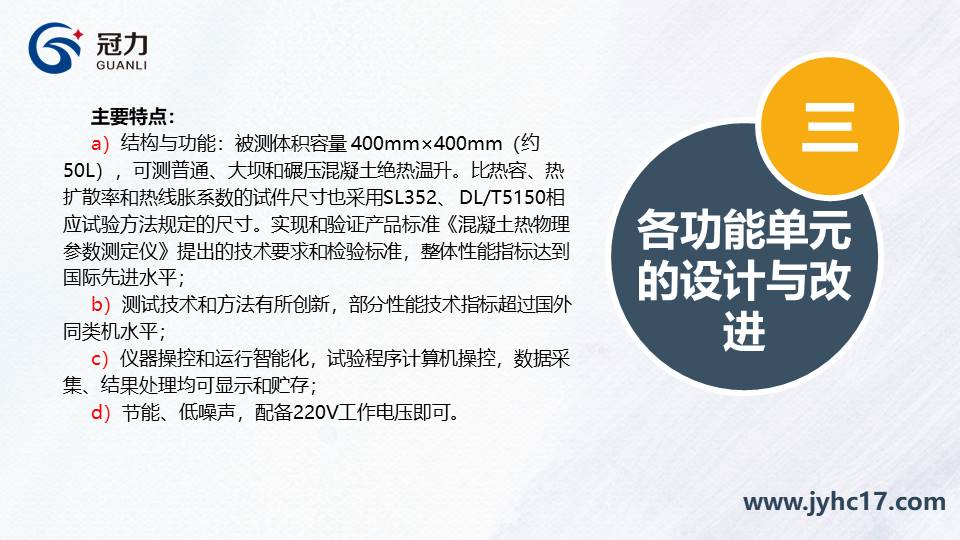 冠力
GUANLI
主要特点：
a）结构与功能：被测体积容量 400mm×400mm（约
50L），可测普通、大坝和碾压混凝土绝热温升。比热容、热
扩散率和热线胀系数的试件尺寸也采用SL352、 DL/T5150相
应试验方法规定的尺寸。实现和验证产品标准《混凝土热物理
参数测定仪》提出的技术要求和检验标准，整体性能指标达到
国际先进水平；
b）测试技术和方法有所创新，部分性能技术指标超过国外
同类机水平；
c）仪器操控和运行智能化，试验程序计算机操控，数据采
集、结果处理均可显示和贮存；
d）节能、低噪声，配备220V工作电压即可。
三
各功能单元
的设计与改
进
www.jyhc17.com